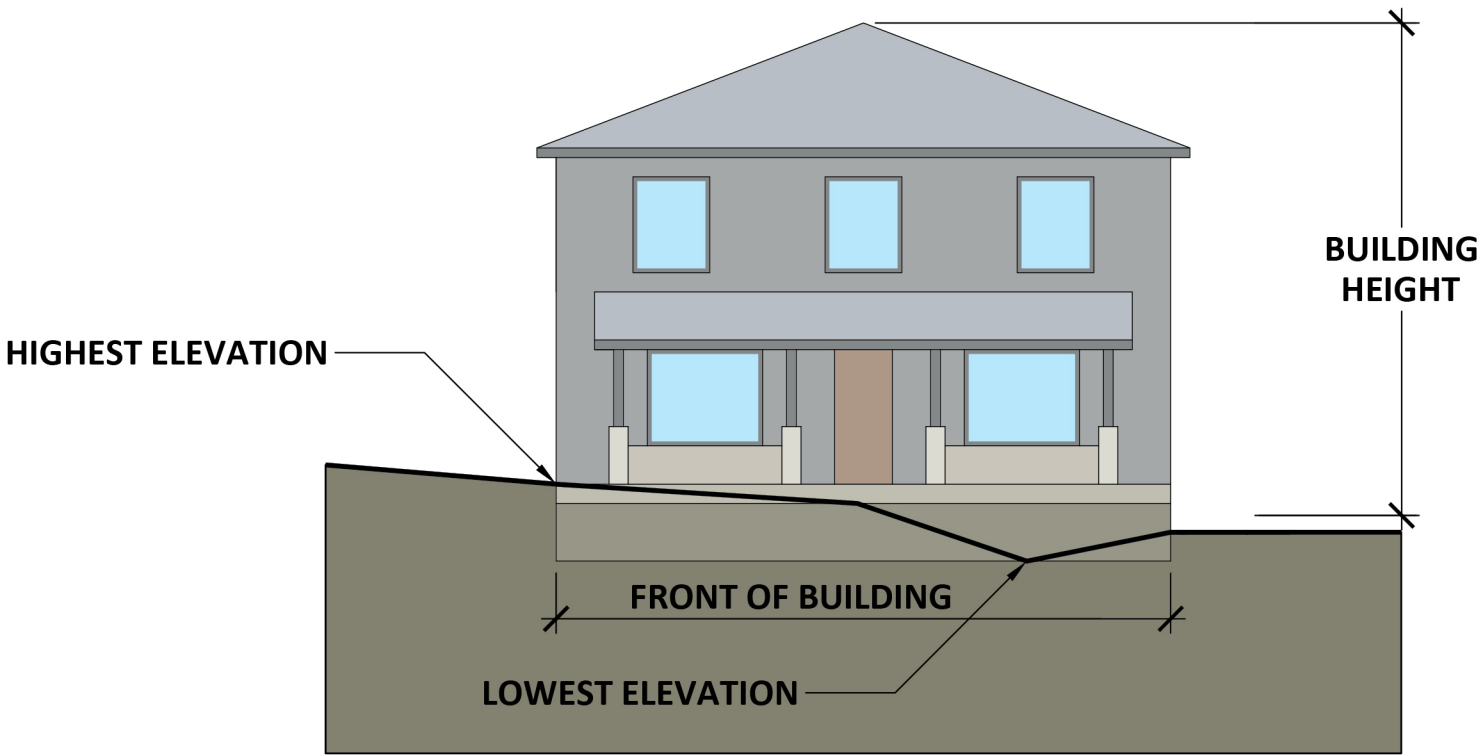 BUILDING
HEIGHT
HIGHEST ELEVATION
FRONT OF BUILDING
LOWEST ELEVATION